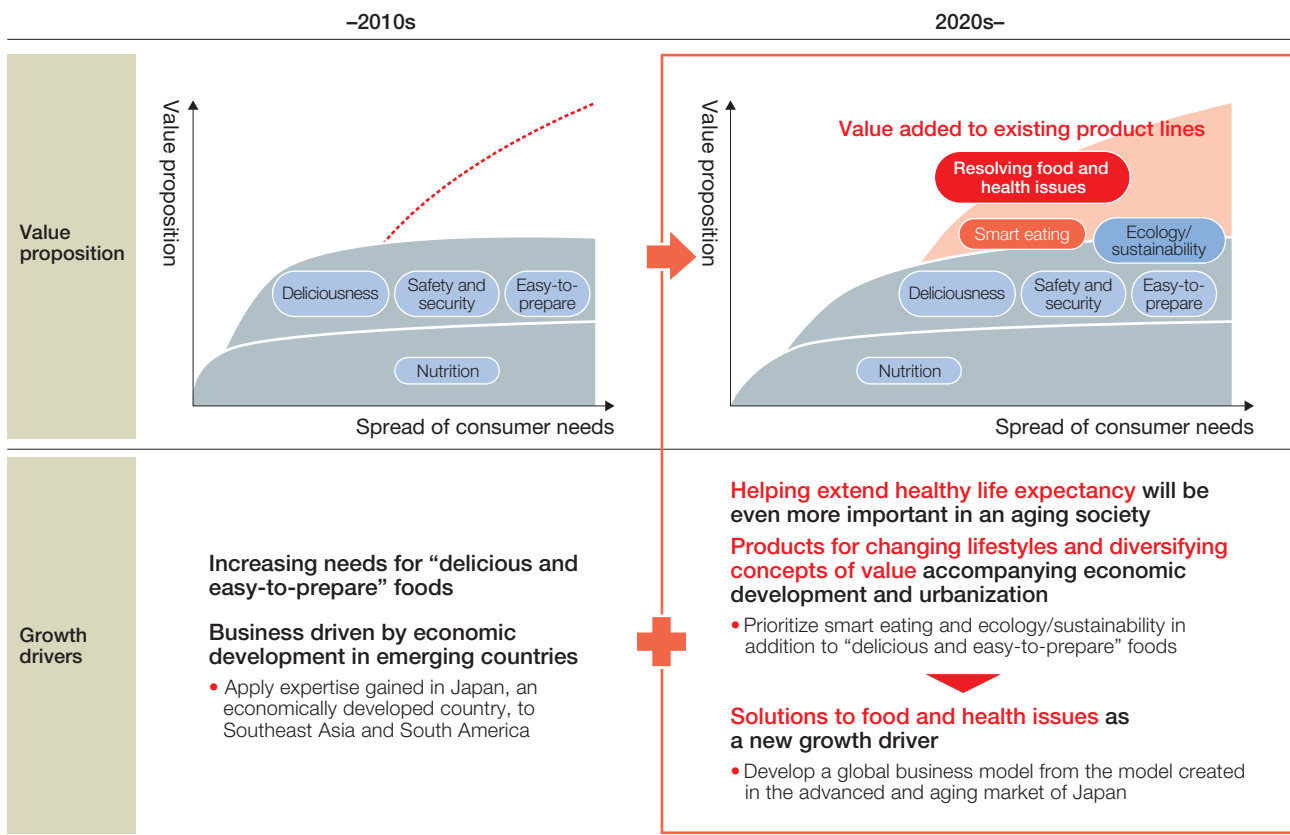 –2010s
2020s–
Value
proposition
Value proposition
Deliciousness
Safety and
security
Easy-to-
prepare
Nutrition
Spread of consumer needs
Value proposition
Value added to existing product lines
Resolving food and
health issues
Smart eating
Ecology/
sustainability
Deliciousness
Safety and
security
Easy-to-
prepare
Nutrition
Spread of consumer needs
Growth
drivers
Increasing needs for “delicious and
easy-to-prepare” foods
Business driven by economic
development in emerging countries
• Apply expertise gained in Japan, an
economically developed country, to
Southeast Asia and South America
Helping extend healthy life expectancy will be
even more important in an aging society
Products for changing lifestyles and diversifying
concepts of value accompanying economic
development and urbanization
• Prioritize smart eating and ecology/sustainability in
addition to “delicious and easy-to-prepare” foods
Solutions to food and health issues as
a new growth driver
• Develop a global business model from the model created
in the advanced and aging market of Japan